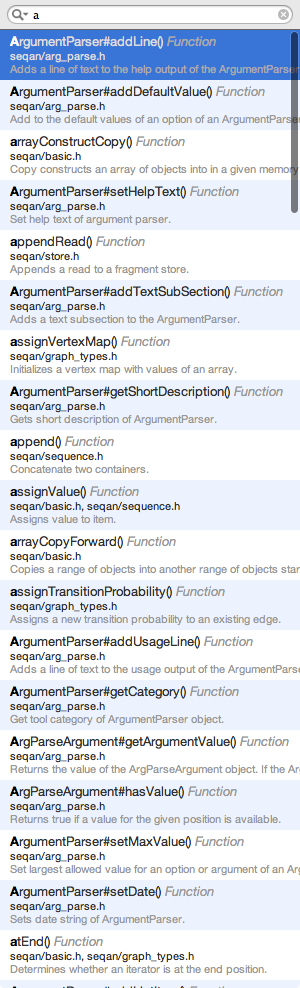 a
ArgumentParser#addLine() Function
seqan/arg_parse.h
Adds a line of text to the help output of the ArgumentParser
ArgumentParser#addDefaultValue() Function
seqan/arg_parse.h
Add to the default values of an option of an ArgumentParser
arrayConstructCopy() Function
seqan/basic.h
Copy constructs an array of objects into in a given memory
ArgumentParser#setHelpText() Function
seqan/arg_parse.h
Set help text of argument parser.
appendRead() Function
seqan/store.h
Appends a read to a fragment store.
ArgumentParser#addTextSubSection() Function
seqan/arg_parse.h
Adds a text subsection to the ArgumentParser.
assignVertexMap() Function
seqan/graph_types.h
Initializes a vertex map with values of an array.
ArgumentParser#getShortDescription() Function
seqan/arg_parse.h
Gets short description of ArgumentParser.
append() Function
seqan/sequence.h
Concatenate two containers.
assignValue() Function
seqan/basic.h, seqan/sequence.h
Assigns value to item.
arrayCopyForward() Function
seqan/basic.h
Copies a range of objects into another range of objects star
assignTransitionProbability() Function
seqan/graph_types.h
Assigns a new transition probability to an existing edge.
ArgumentParser#addUsageLine() Function
seqan/arg_parse.h
Adds a line of text to the usage output of the ArgumentParse
ArgumentParser#getCategory() Function
seqan/arg_parse.h
Get tool category of ArgumentParser object.
ArgParseArgument#getArgumentValue() Function
seqan/arg_parse.h
Returns the value of the ArgParseArgument object. If the Ar
ArgParseArgument#hasValue() Function
seqan/arg_parse.h
Returns true if a value for the given position is available.
ArgumentParser#setMaxValue() Function
seqan/arg_parse.h
Set largest allowed value for an option or argument of an Ar
ArgumentParser#setDate() Function
seqan/arg_parse.h
Sets date string of ArgumentParser.
atEnd() Function
seqan/basic.h, seqan/graph_types.h
Determines whether an iterator is at the end position.